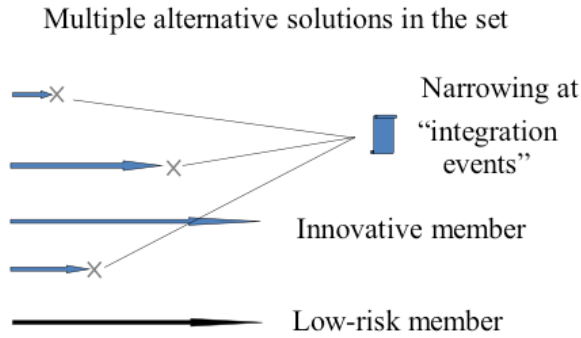 Multiple alternative solutions in the set
Narrowing at
“integration
events”
Innovative member
Low-risk member